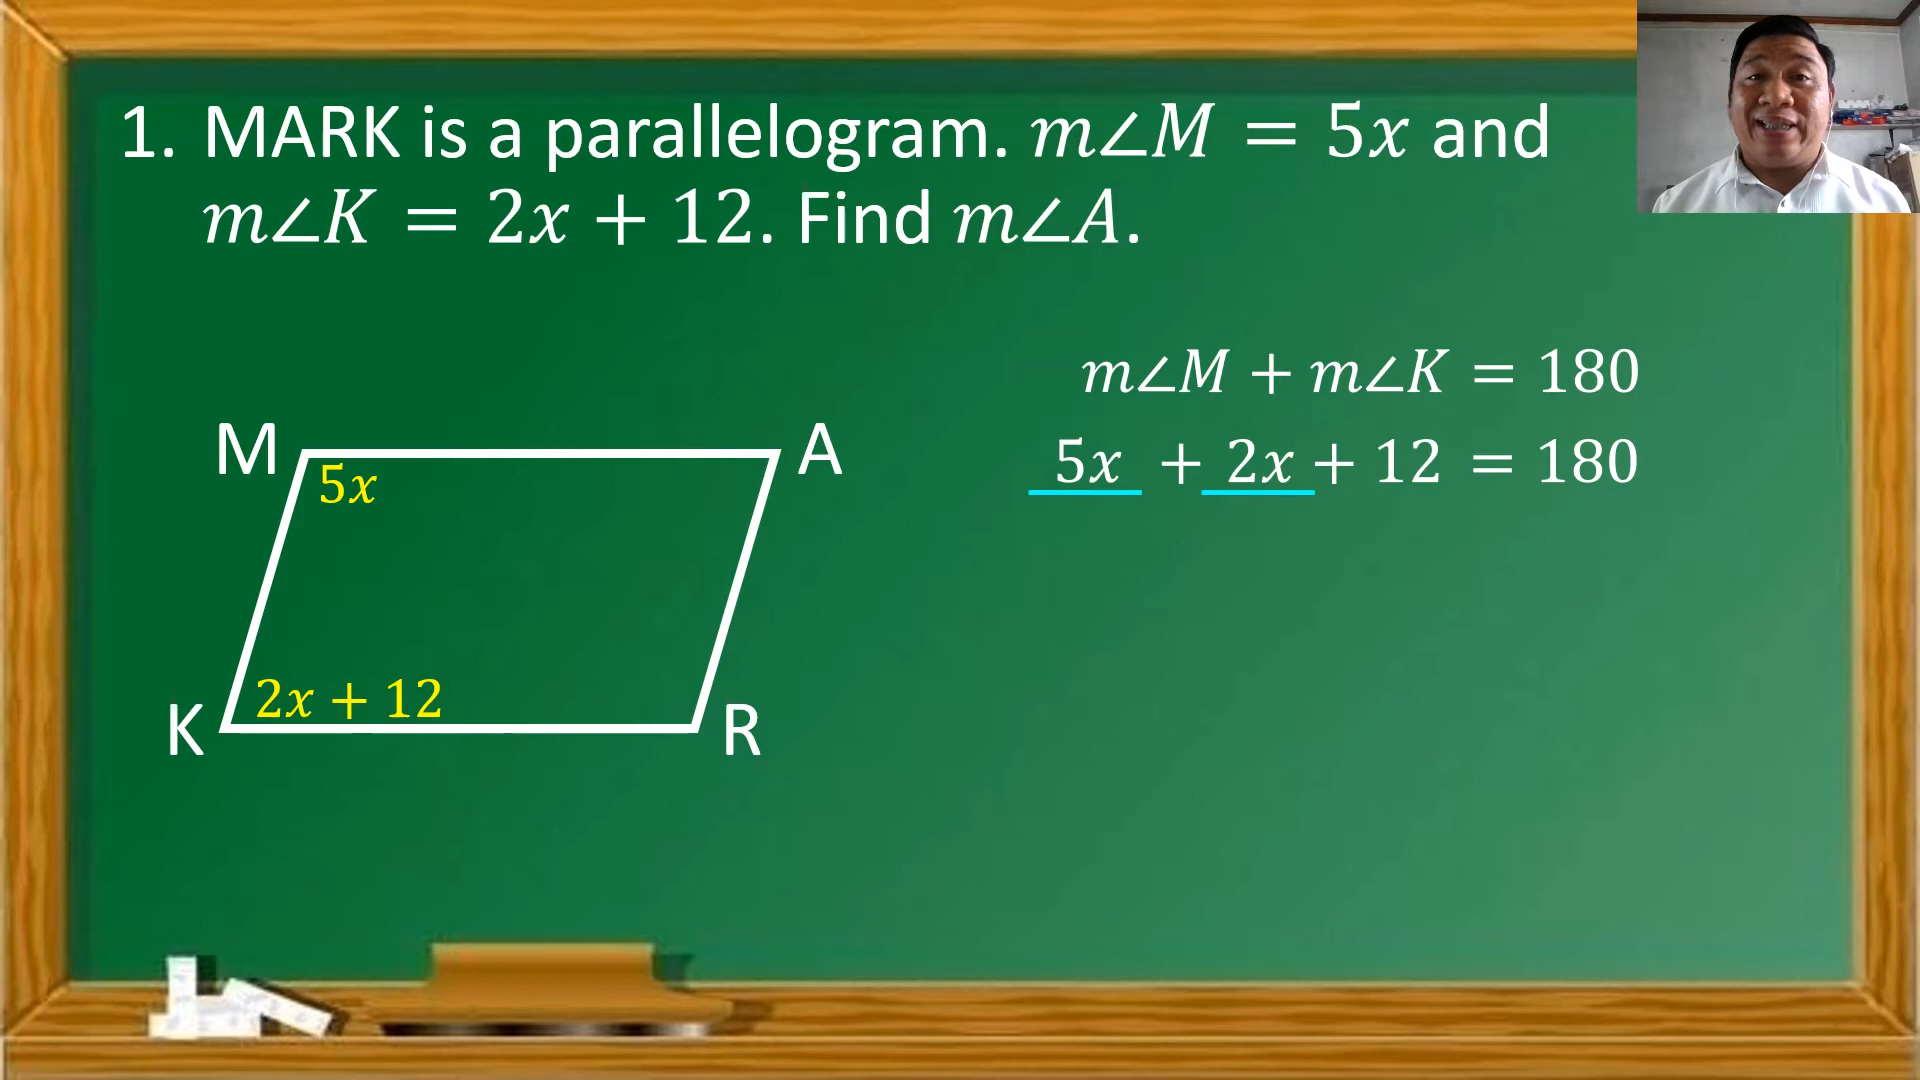 1. MARK is a parallelogram. m∠M = 5x and
m∠K = 2x + 12. Find m∠A.
m∠M + m∠K = 180
5x + 2x + 12 = 180
M
A
5x
2x + 12
K
R